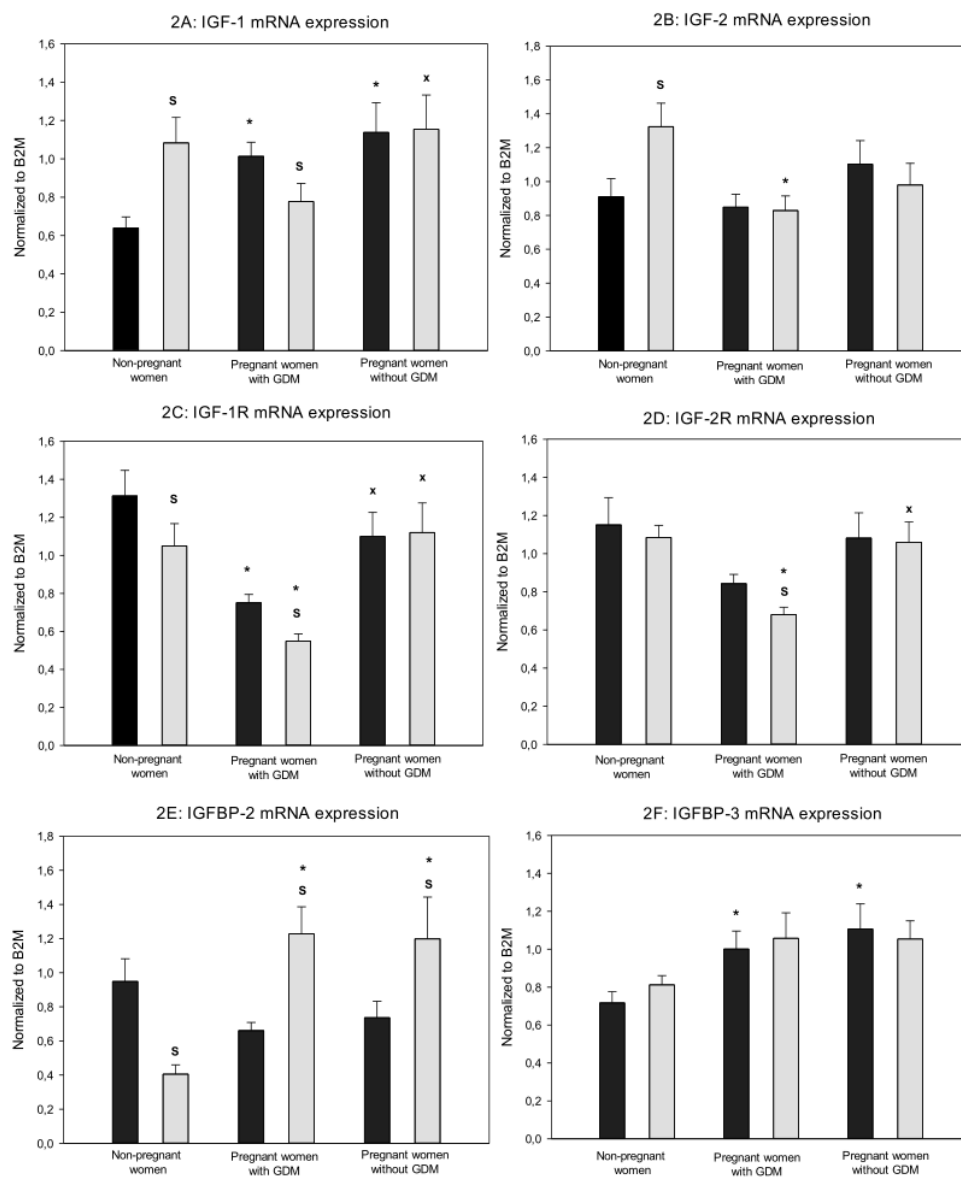 2A: IGF-1 mRNA expression
1,6
1,4
1,2
1,0
0,8
0,6
0,4
0,2
0,0
Normalized to B2M
S
*
S
*
x
Non-pregnant
women
Pregnant women
with GDM
Pregnant women
without GDM
2B: IGF-2 mRNA expression
1,8
1,6
1,4
1,2
1,0
0,8
0,6
0,4
0,2
0,0
Normalized to B2M
S
*
Non-pregnant
women
Pregnant women
with GDM
Pregnant women
without GDM
2C: IGF-1R mRNA expression
1,6
1,4
1,2
1,0
0,8
0,6
0,4
0,2
0,0
Normalized to B2M
S
*
*
S
x
x
Non-pregnant
women
Pregnant women
with GDM
Pregnant women
without GDM
2D: IGF-2R mRNA expression
1,6
1,4
1,2
1,0
0,8
0,6
0,4
0,2
0,0
Normalized to B2M
*
S
x
Non-pregnant
women
Pregnant women
with GDM
Pregnant women
without GDM
2E: IGFBP-2 mRNA expression
1,8
1,6
1,4
1,2
1,0
0,8
0,6
0,4
0,2
0,0
Normalized to B2M
S
*
S
*
S
Non-pregnant
women
Pregnant women
with GDM
Pregnant women
without GDM
2F: IGFBP-3 mRNA expression
1,6
1,4
1,2
1,0
0,8
0,6
0,4
0,2
0,0
Normalized to B2M
*
*
Non-pregnant
women
Pregnant women
with GDM
Pregnant women
without GDM